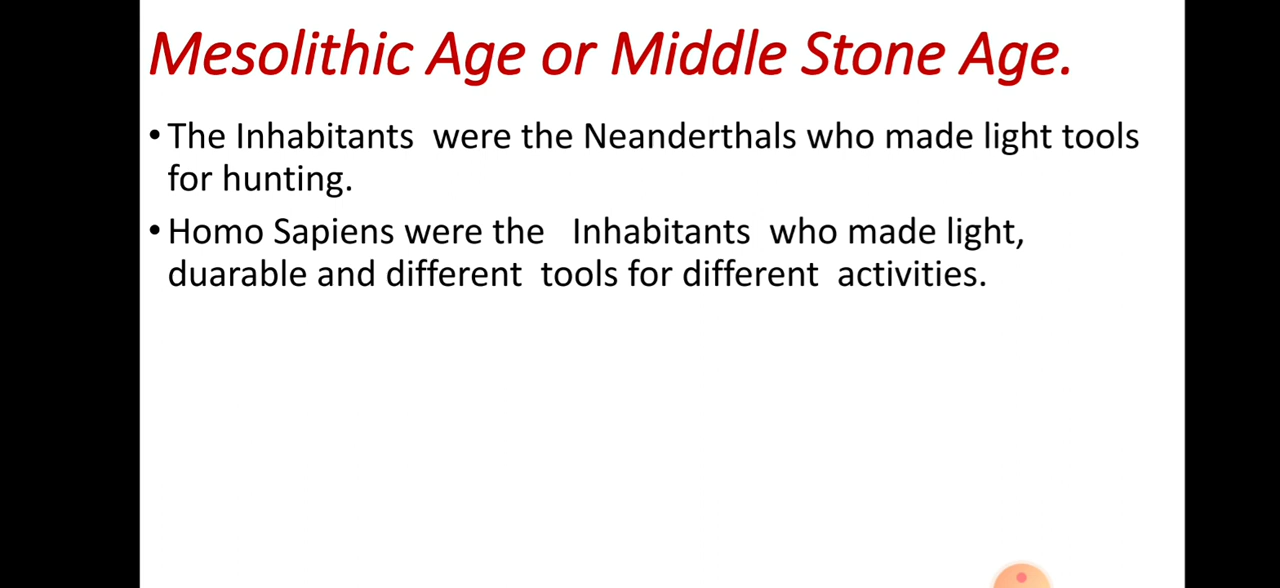 Mesolithic Age or Middle Stone Age.
• The Inhabitants were the Neanderthals who made light tools
for hunting.
• Homo Sapiens were the Inhabitants who made light,
duarable and different tools for different activities.